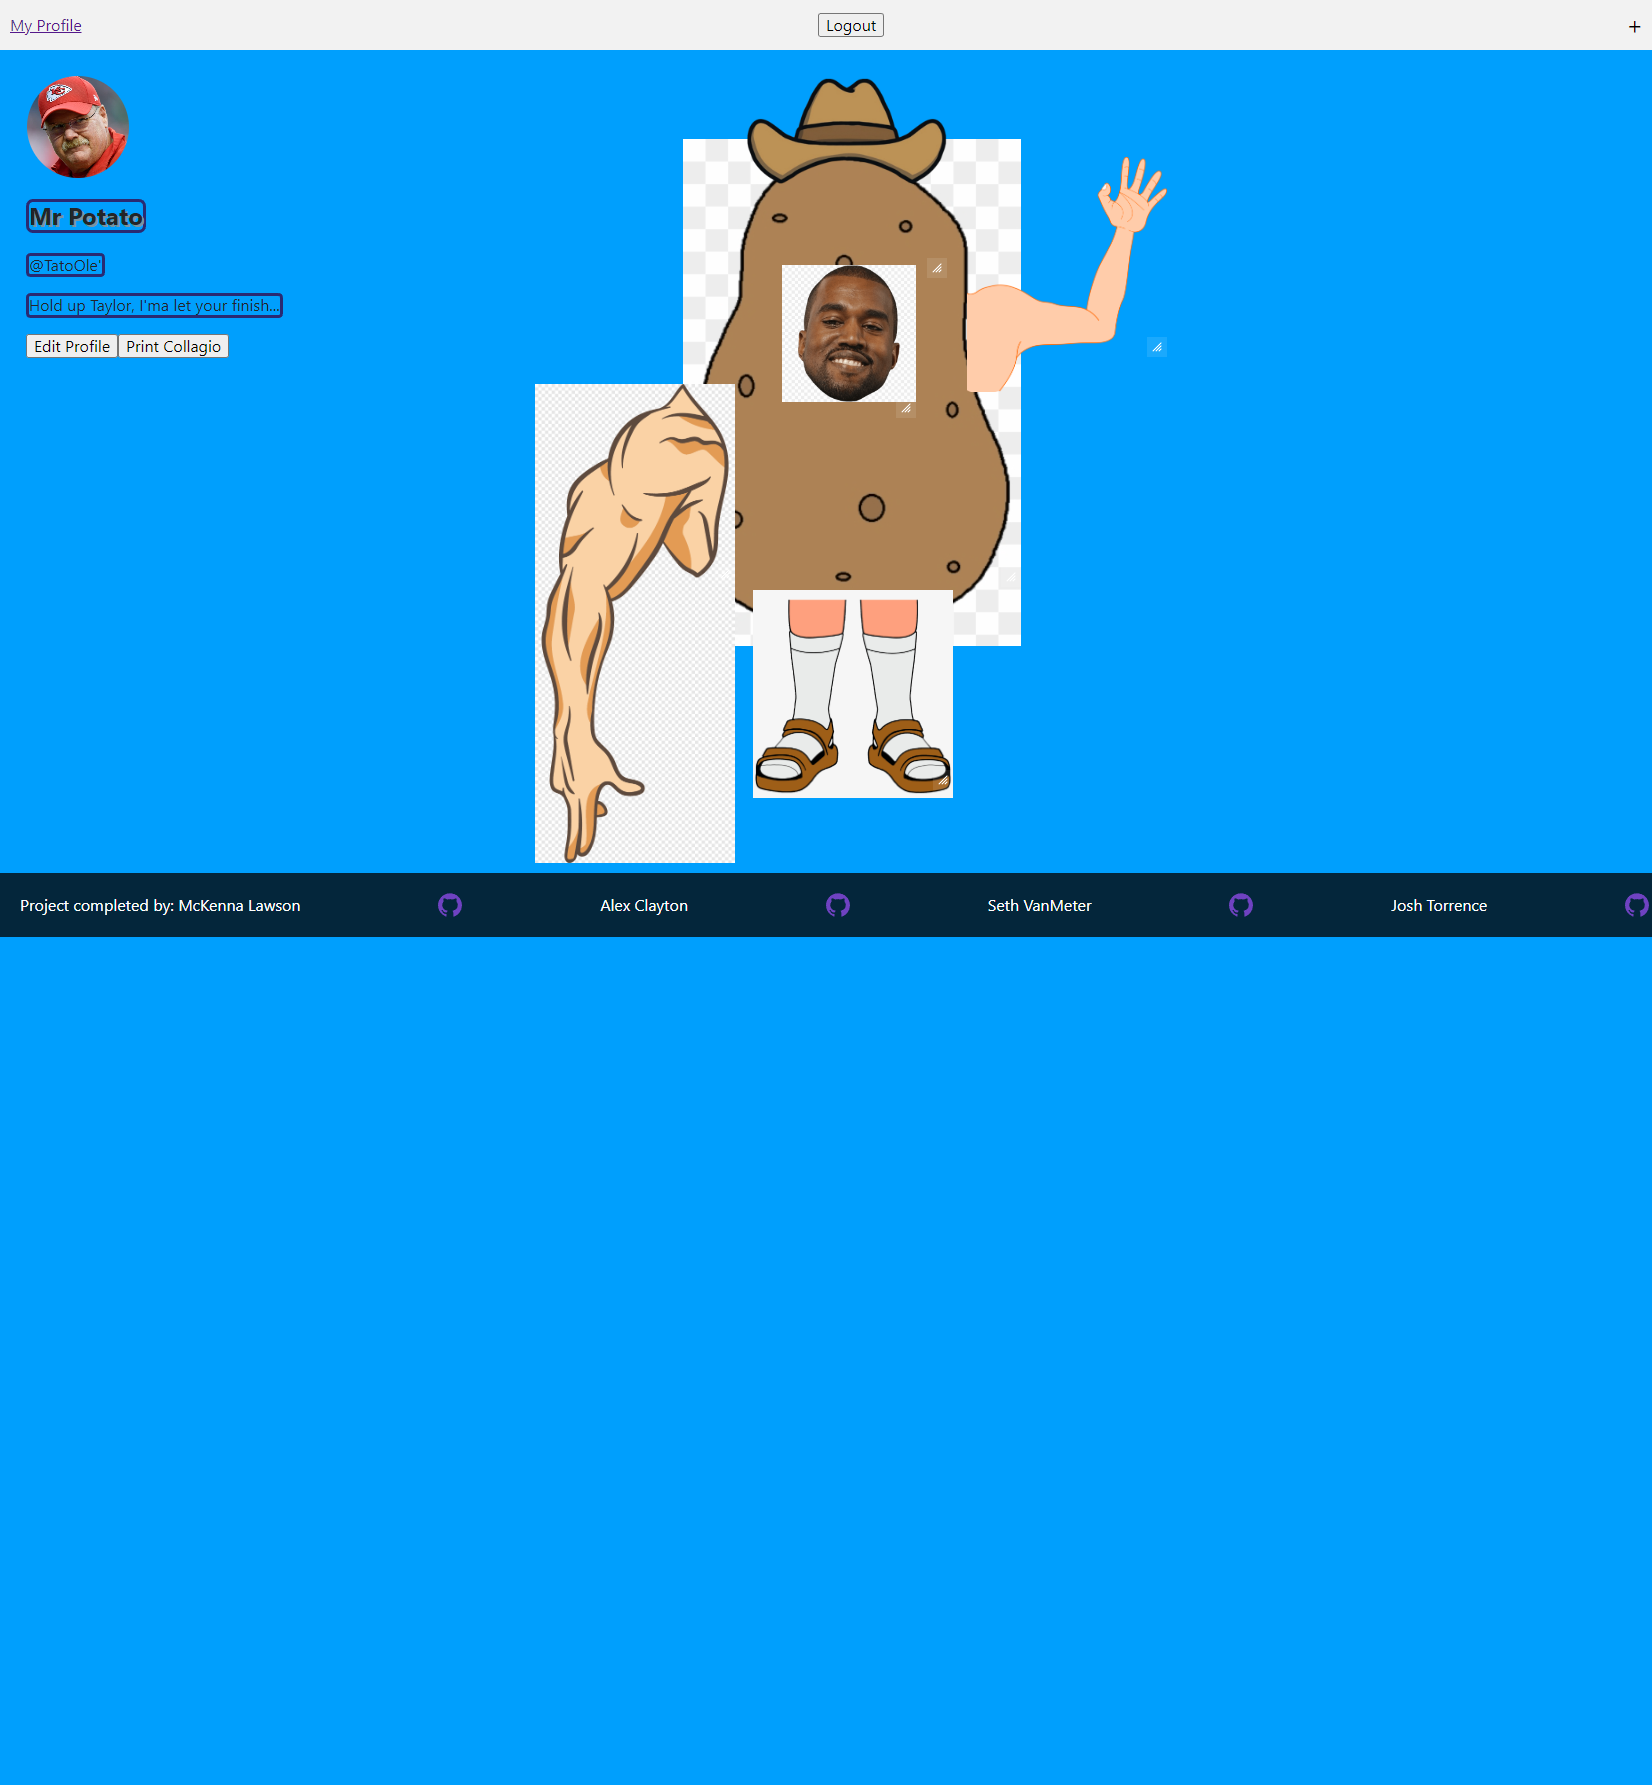 My Profile
Logout
+
Mr Potato
@TatoOle'
Hold up Taylor, I'ma let your finish...
Edit Profile
Print Collagio
Project completed by: McKenna Lawson
Alex Clayton
Seth VanMeter
Josh Torrence